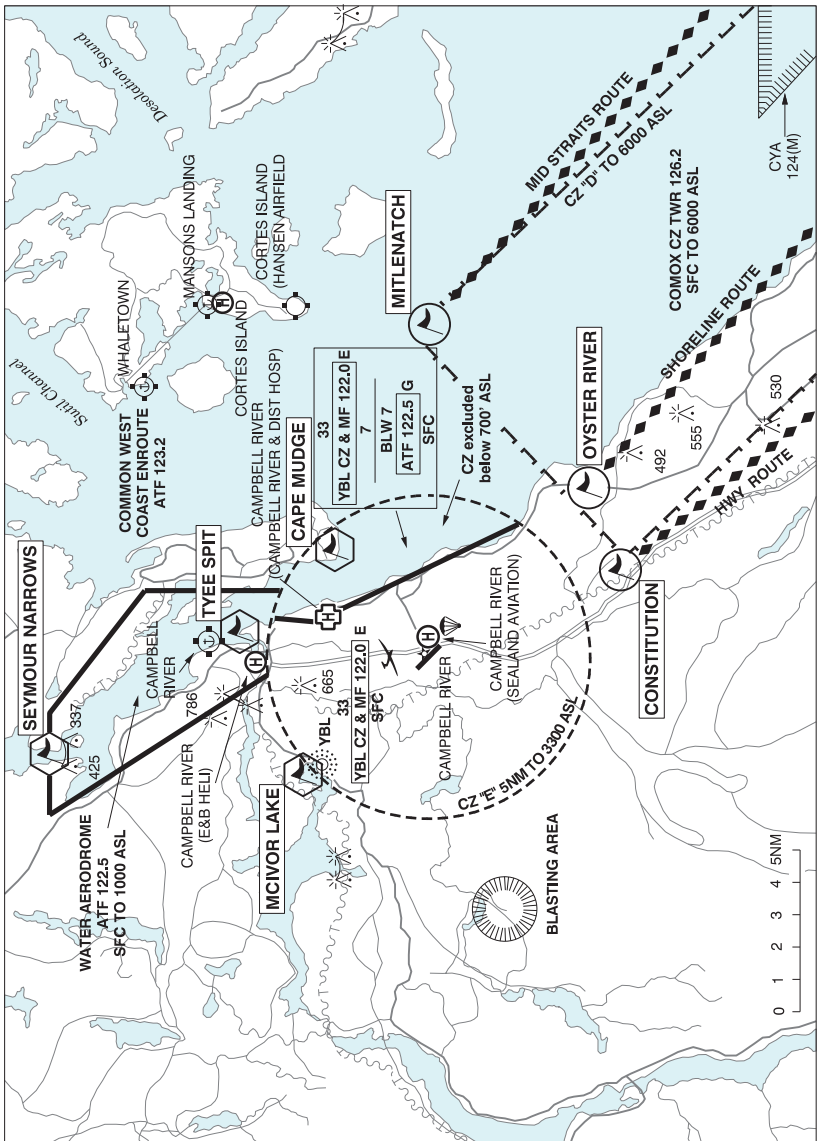 Desolation Sound
MANSONS LANDING
CORTES ISLAND
(HANSEN AIRFIELD)
WHALETOWN
CORTES ISLAND
Sutil Channel
COMMON WEST
COAST ENROUTE
ATF 123.2
MITLENATCH
MID STRAITS ROUTE
CZ "D" TO 6000 ASL
CYA
124(M)
COMOX CZ TWR 126.2
SFC TO 6000 ASL
SHORELINE ROUTE
OYSTER RIVER
492
555
530
HWY ROUTE
CAMPBELL RIVER
(CAMPBELL RIVER & DIST HOSP)
CAPE MUDGE
33
YBL CZ & MF 122.0 E
7
BLW 7
ATF 122.5 G
SFC
CZ excluded
below 700' ASL
SEYMOUR NARROWS
TYEE SPIT
CAMPBELL
RIVER
337
425
786
665
CAMPBELL RIVER
(E&B HELI)
WATER AERODROME
ATF 122.5
SFC TO 1000 ASL
MCIVOR LAKE
YBL
33
YBL CZ & MF 122.0 E
SFC
CAMPBELL RIVER
CAMPBELL RIVER
(SEALAND AVIATION)
CONSTITUTION
CZ "E" 5NM TO 3300 ASL
BLASTING AREA
0 1 2 3 4 5NM
H
H
H
H